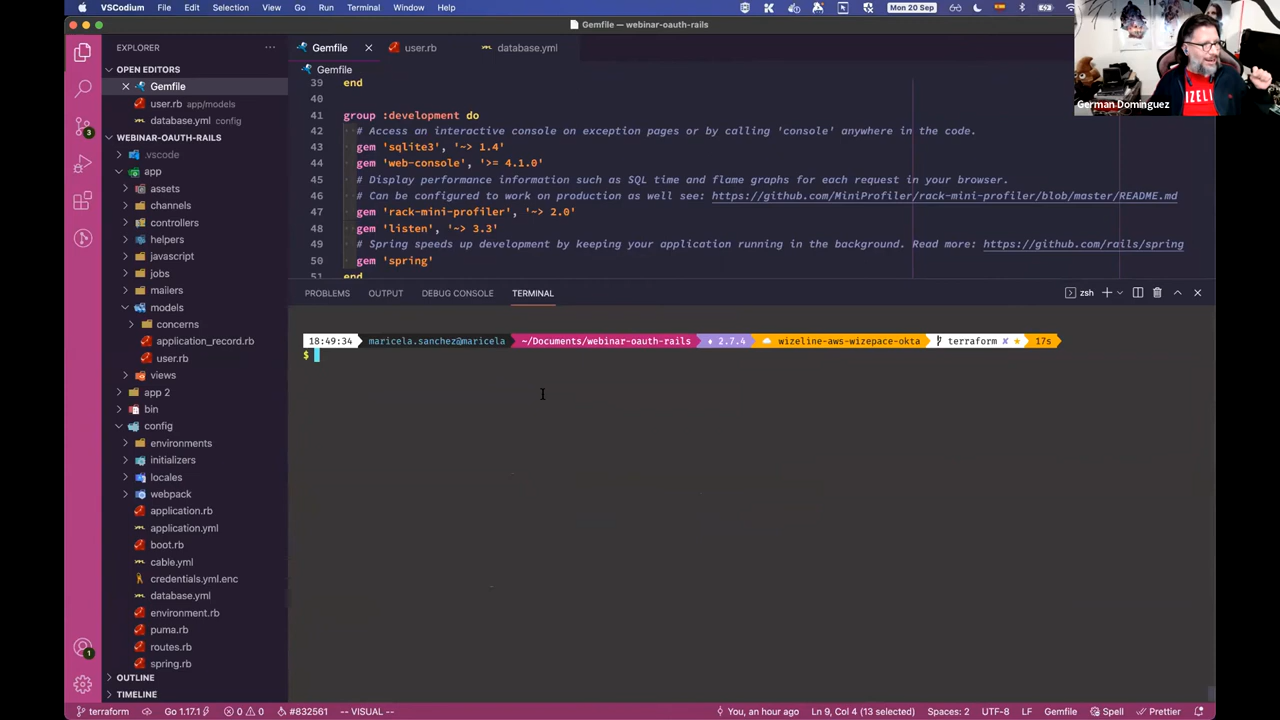 VSCodium File Edit Selection View Go Run Terminal Window Help Mon 20 Sep
Gemfile — webinar-oauth-rails
EXPLORER
OPEN EDITORS
Gemfile
user.rb app/models
database.yml config
WEBINAR-OAUTH-RAILS
.vscode
app
assets
channels
controllers
helpers
javascript
jobs
mailers
models
concerns
application_record.rb
user.rb
views
app 2
bin
config
environments
initializers
locales
webpack
application.rb
application.yml
boot.rb
cable.yml
credentials.yml.enc
database.yml
environment.rb
puma.rb
routes.rb
spring.rb
OUTLINE
TIMELINE
3
1
Gemfile user.rb database.yml
Gemfile
39 end
40
41 group :development do
42 # Access an interactive console on exception pages or by calling 'console' anywhere in the code.
43 gem 'sqlite3', '~> 1.4'
44 gem 'web-console', '>= 4.1.0'
45 # Display performance information such as SQL time and flame graphs for each request in your browser.
46 # Can be configured to work on production as well see: https://github.com/MiniProfiler/rack-mini-profiler/blob/master/README.md
47 gem 'rack-mini-profiler', '~> 2.0'
48 gem 'listen', '~> 3.3'
49 # Spring speeds up development by keeping your application running in the background. Read more: https://github.com/rails/spring
50 gem 'spring'
51 end
PROBLEMS OUTPUT DEBUG CONSOLE TERMINAL zsh
18:49:34 maricela.sanchez@maricela ~/Documents/webinar-oauth-rails 2.7.4 wizeline-aws-wizepace-okta terraform ✘ ★ 17s
$
German Dominguez
terraform Go 1.17.1 0 0 #832561 -- VISUAL -- You, an hour ago Ln 9, Col 4 (13 selected) Spaces: 2 UTF-8 LF Gemfile Spell Prettier